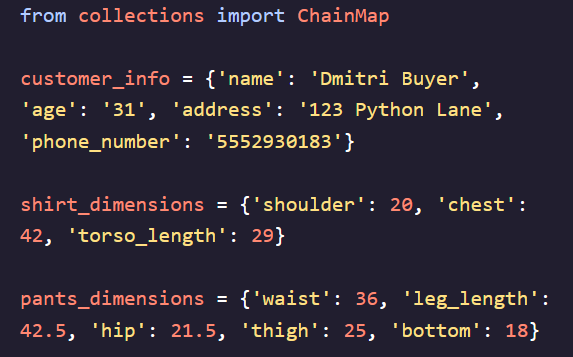 from collections import ChainMap
customer_info = {'name': 'Dmitri Buyer',
'age': '31', 'address': '123 Python Lane',
'phone_number': '5552930183'}
shirt_dimensions = {'shoulder': 20, 'chest':
42, 'torso_length': 29}
pants_dimensions = {'waist': 36, 'leg_length':
42.5, 'hip': 21.5, 'thigh': 25, 'bottom': 18}